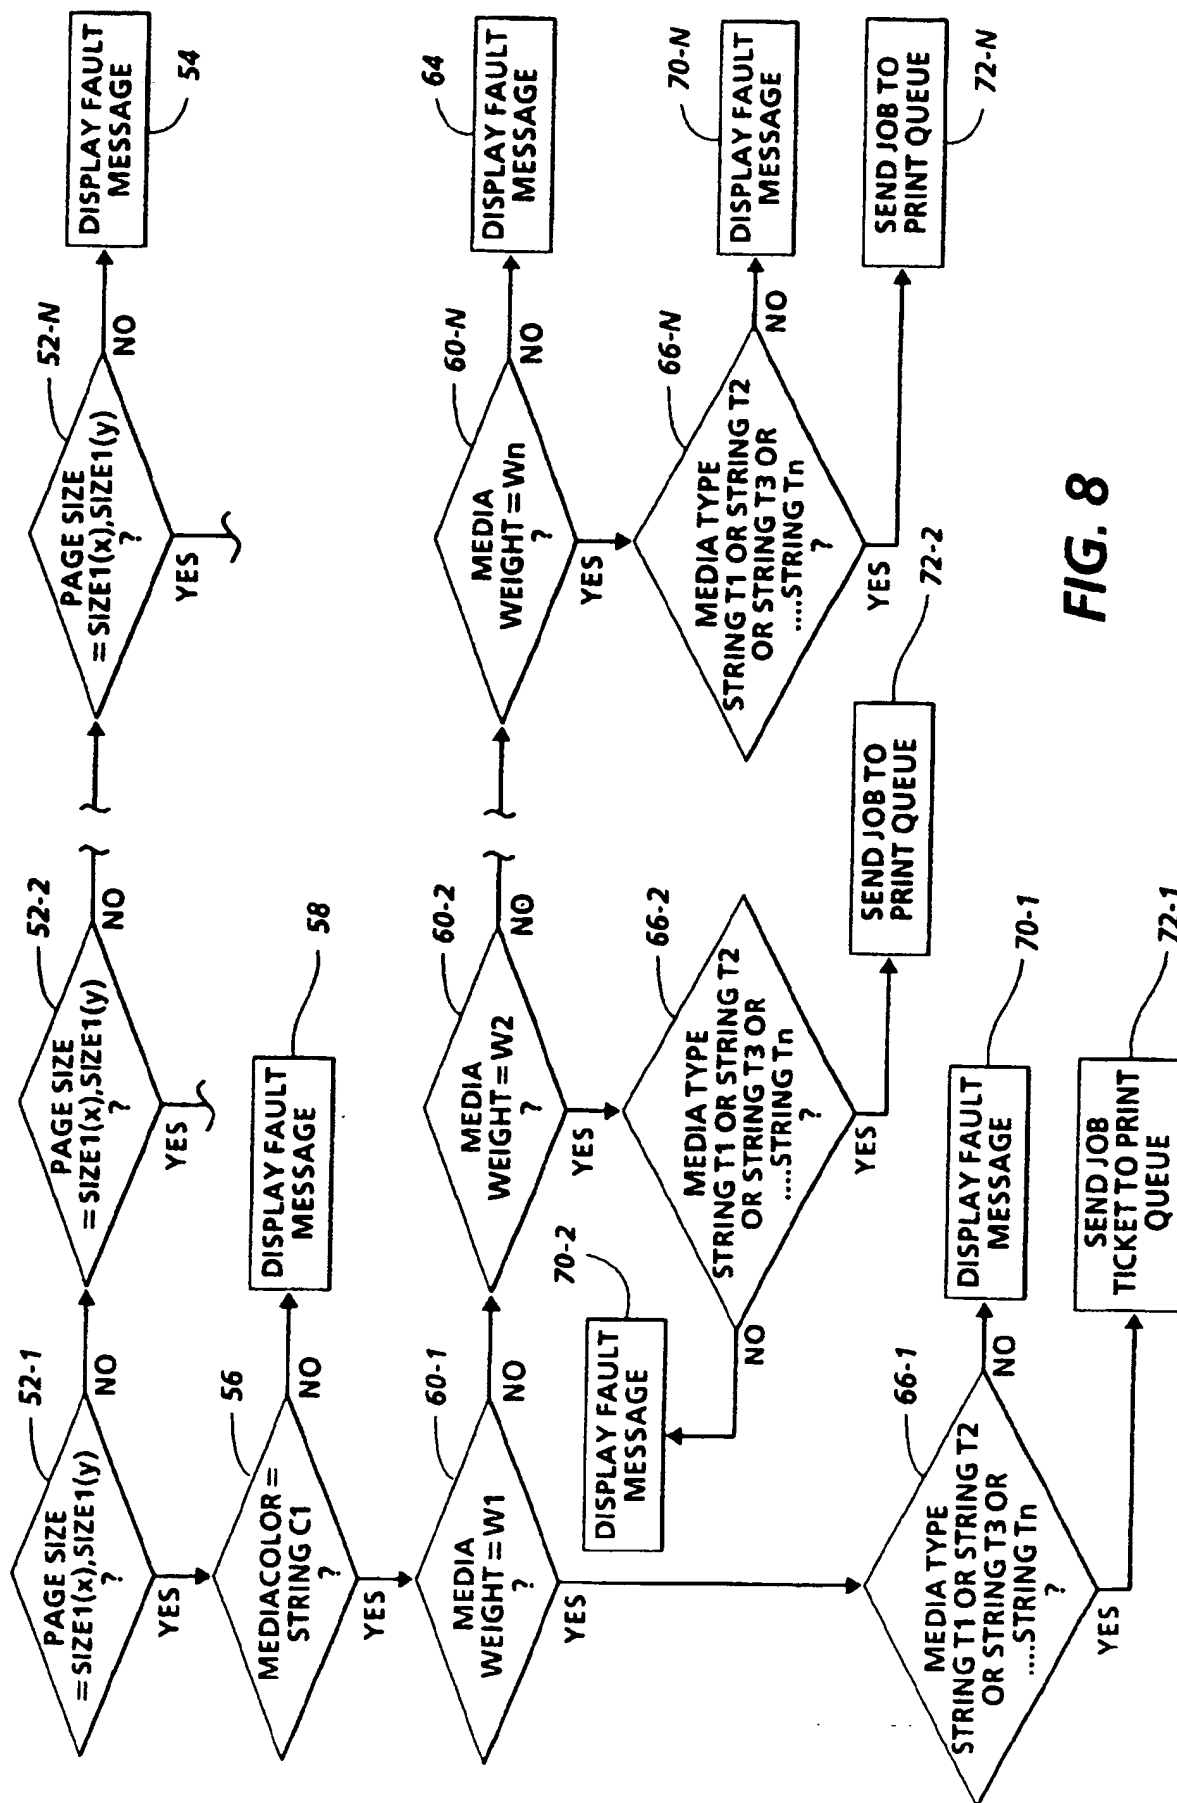 52-1
PAGE SIZE
=SIZE1(x),SIZE1(y)
?
NO
YES
52-2
PAGE SIZE
=SIZE1(x),SIZE1(y)
?
NO
YES
52-N
PAGE SIZE
=SIZE1(x),SIZE1(y)
?
NO
YES
DISPLAY FAULT
MESSAGE
54
56
MEDIACOLOR=
STRING C1
?
NO
YES
DISPLAY FAULT
MESSAGE
58
60-1
MEDIA
WEIGHT=W1
?
NO
YES
60-2
MEDIA
WEIGHT=W2
?
NO
YES
60-N
MEDIA
WEIGHT=Wn
?
NO
YES
DISPLAY FAULT
MESSAGE
64
DISPLAY FAULT
MESSAGE
70-2
66-2
MEDIA TYPE
STRING T1 OR STRING T2
OR STRING T3 OR
.....STRING Tn
?
NO
YES
66-N
MEDIA TYPE
STRING T1 OR STRING T2
OR STRING T3 OR
.....STRING Tn
?
NO
YES
DISPLAY FAULT
MESSAGE
70-N
SEND JOB TO
PRINT QUEUE
72-2
SEND JOB TO
PRINT QUEUE
72-N
66-1
MEDIA TYPE
STRING T1 OR STRING T2
OR STRING T3 OR
.....STRING Tn
?
NO
YES
DISPLAY FAULT
MESSAGE
70-1
SEND JOB
TICKET TO PRINT
QUEUE
72-1
FIG. 8